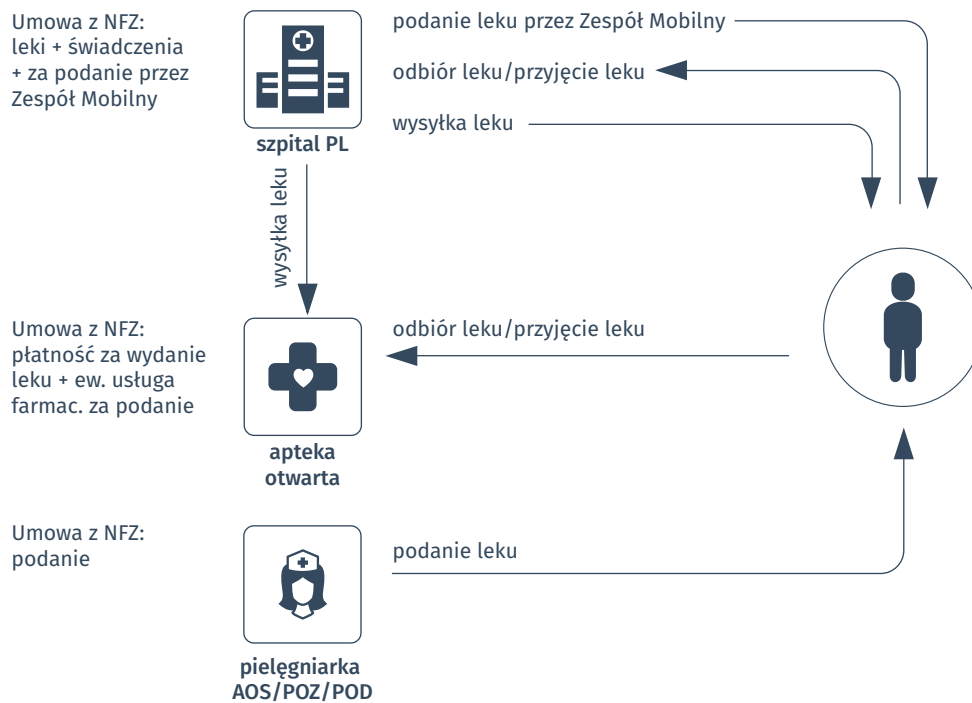 Umowa z NFZ:
leki + świadczenia
+ za podanie przez
Zespół Mobilny
szpital PL
podanie leku przez Zespół Mobilny
odbiór leku/przyjęcie leku
wysyłka leku
wysyłka leku
Umowa z NFZ:
płatność za wydanie
leku + ew. usługa
farmac. za podanie
apteka
otwarta
odbiór leku/przyjęcie leku
Umowa z NFZ:
podanie
pielęgniarka
AOS/POZ/POD
podanie leku